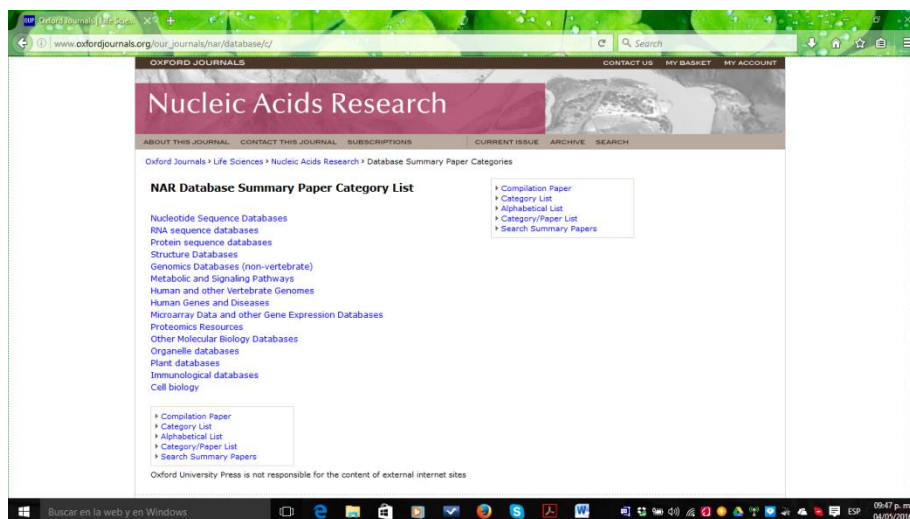 Oxford Journals | Life Scien...
www.oxfordjournals.org/our_journals/nar/database/c/
Search
OXFORD JOURNALS
CONTACT US MY BASKET MY ACCOUNT
Nucleic Acids Research
ABOUT THIS JOURNAL CONTACT THIS JOURNAL SUBSCRIPTIONS CURRENT ISSUE ARCHIVE SEARCH
Oxford Journals > Life Sciences > Nucleic Acids Research > Database Summary Paper Categories
NAR Database Summary Paper Category List
Nucleotide Sequence Databases
RNA sequence databases
Protein sequence databases
Structure Databases
Genomics Databases (non-vertebrate)
Metabolic and Signaling Pathways
Human and other Vertebrate Genomes
Human Genes and Diseases
Microarray Data and other Gene Expression Databases
Proteomics Resources
Other Molecular Biology Databases
Organelle databases
Plant databases
Immunological databases
Cell biology
Compilation Paper
Category List
Alphabetical List
Category/Paper List
Search Summary Papers
Compilation Paper
Category List
Alphabetical List
Category/Paper List
Search Summary Papers
Oxford University Press is not responsible for the content of external internet sites
Buscar en la web y en Windows
ESP
09:47 p. m.
04/05/2016